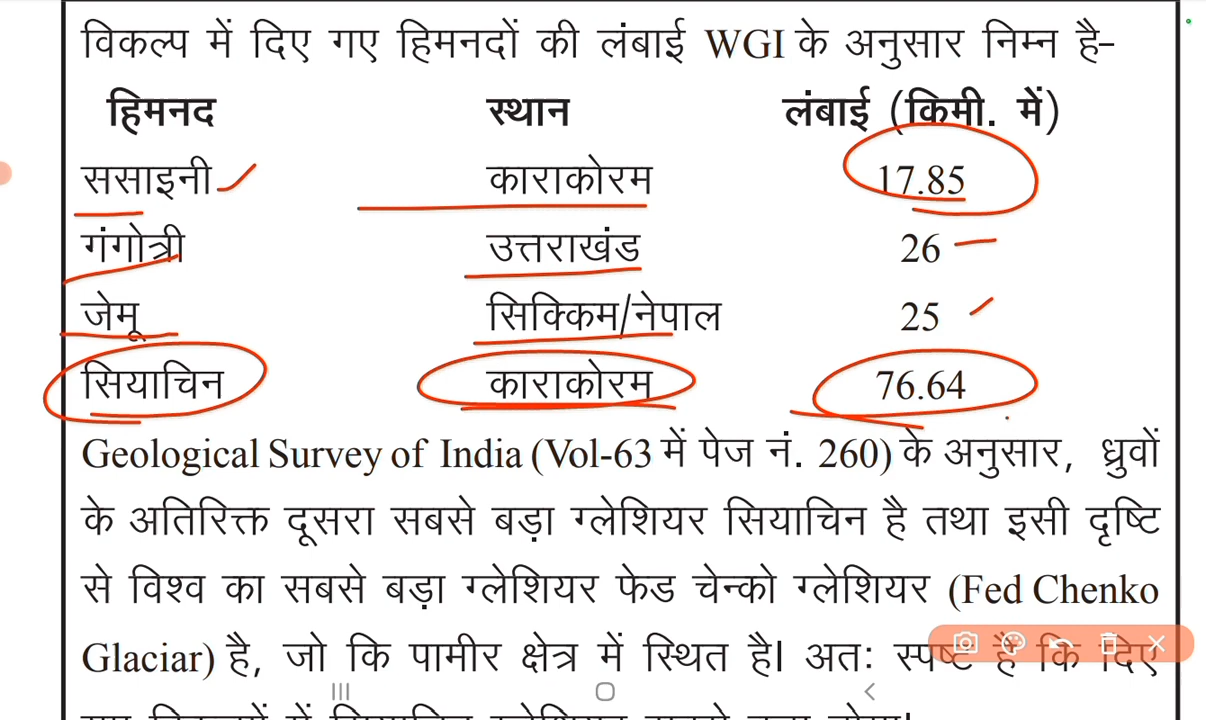 विकल्प में दिए गए हिमनदों की लंबाई WGI के अनुसार निम्न है–
हिमनद स्थान लंबाई (किमी. में)
ससाइनी काराकोरम 17.85
गंगोत्री उत्तराखंड 26
जेमू सिक्किम/नेपाल 25
सियाचिन काराकोरम 76.64
Geological Survey of India (Vol-63 में पेज नं. 260) के अनुसार, ध्रुवों
के अतिरिक्त दूसरा सबसे बड़ा ग्लेशियर सियाचिन है तथा इसी दृष्टि
से विश्व का सबसे बड़ा ग्लेशियर फेड चेन्को ग्लेशियर (Fed Chenko
Glaciar) है, जो कि पामीर क्षेत्र में स्थित है। अतः स्पष्ट है कि दिए